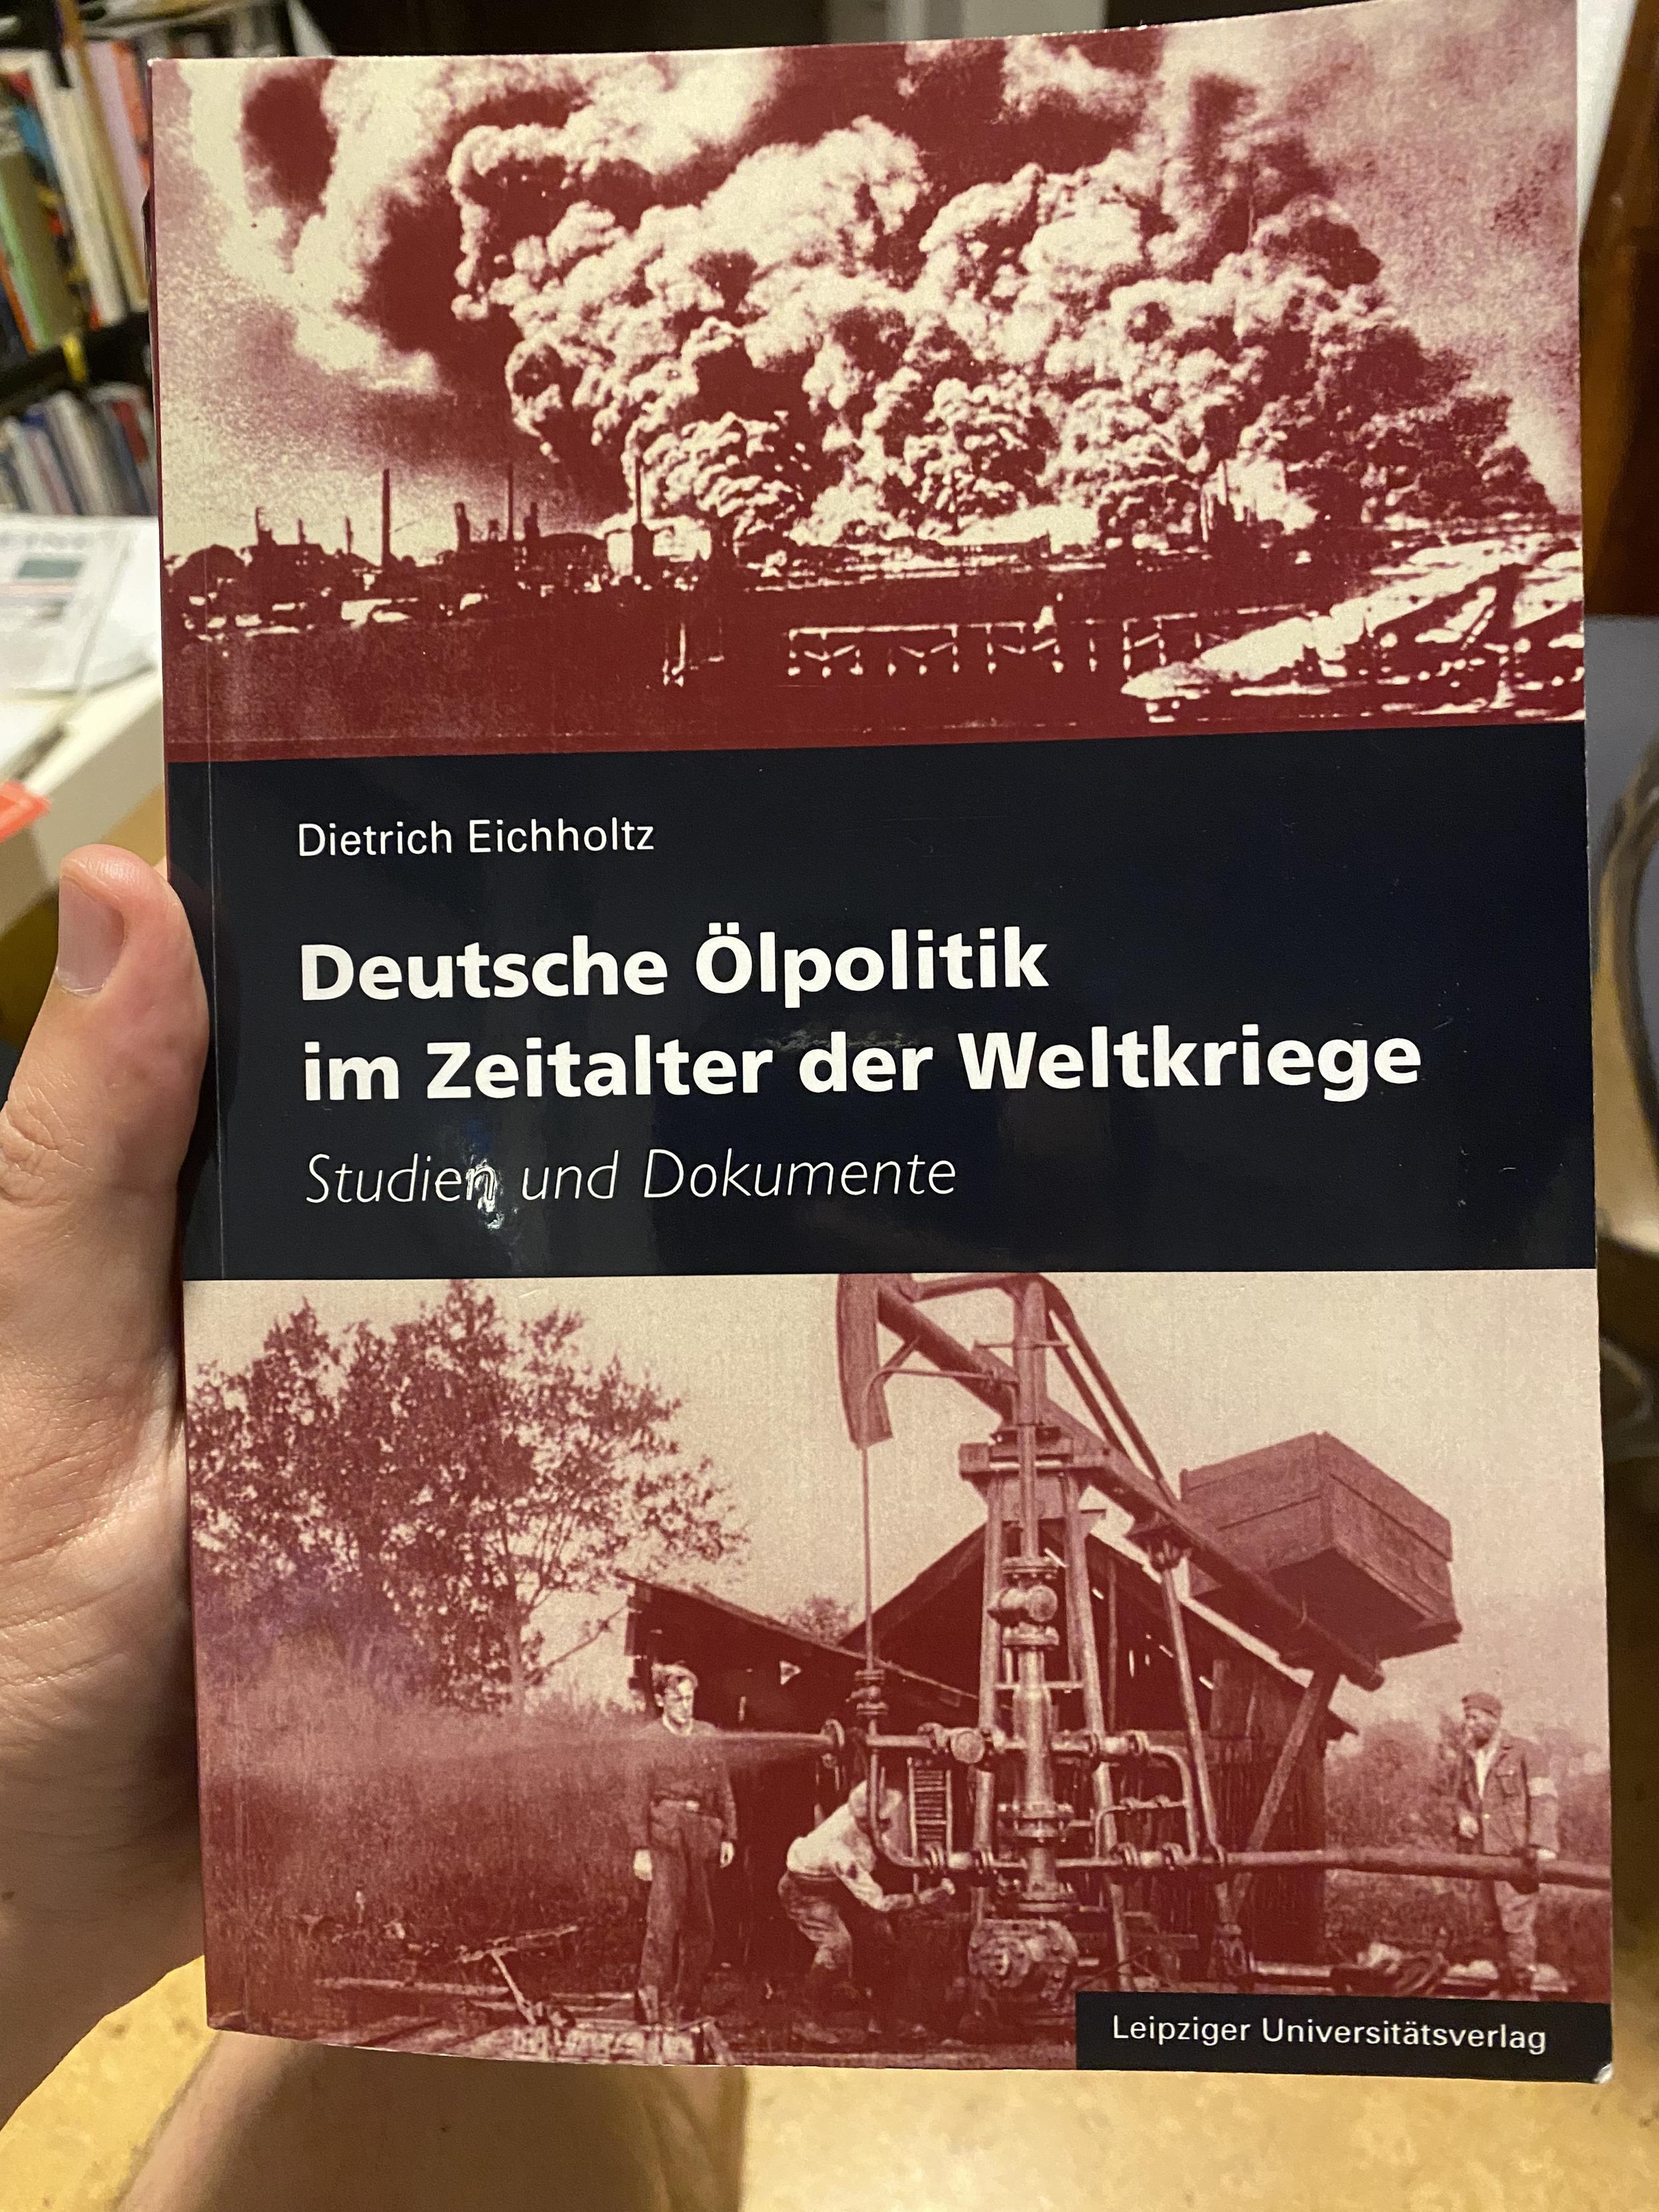 Dietrich Eichholtz
Deutsche Ölpolitik
im Zeitalter der Weltkriege
Studien und Dokumente
Leipziger Universitätsverlag